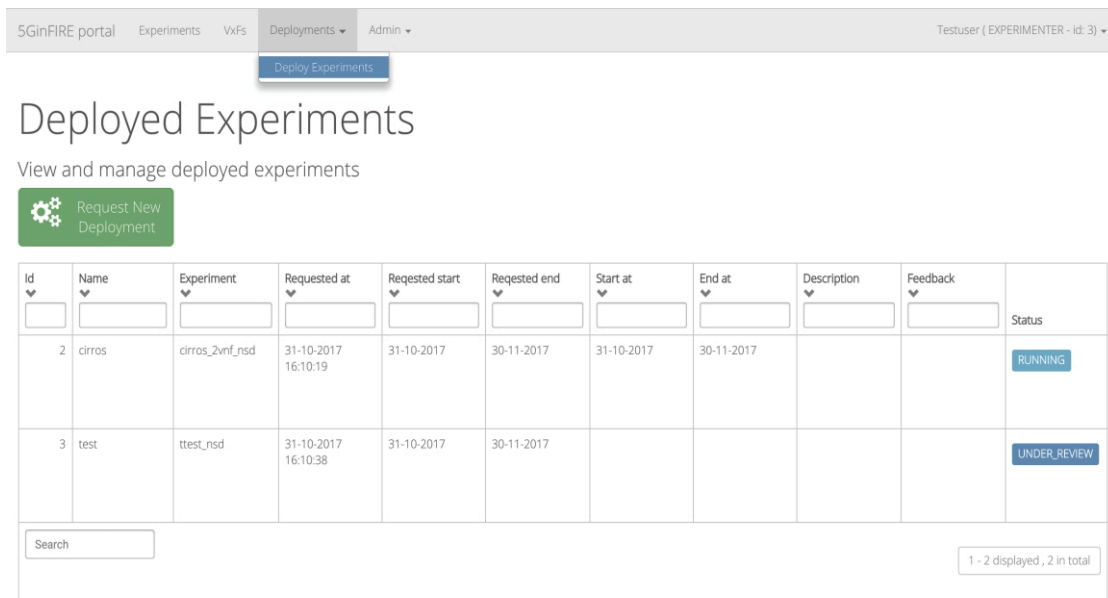 5GinFIRE portal Experiments VxFs Deployments Admin Testuser ( EXPERIMENTER - id: 3)
Deploy Experiments
Deployed Experiments
View and manage deployed experiments
Request New
Deployment
Id Name Experiment Requested at Reqested start Reqested end Start at End at Description Feedback
Status
2 cirros cirros_2vnf_nsd 31-10-2017 31-10-2017 30-11-2017 31-10-2017 30-11-2017
16:10:19
RUNNING
3 test ttest_nsd 31-10-2017 31-10-2017 30-11-2017
16:10:38
UNDER_REVIEW
Search
1 - 2 displayed , 2 in total